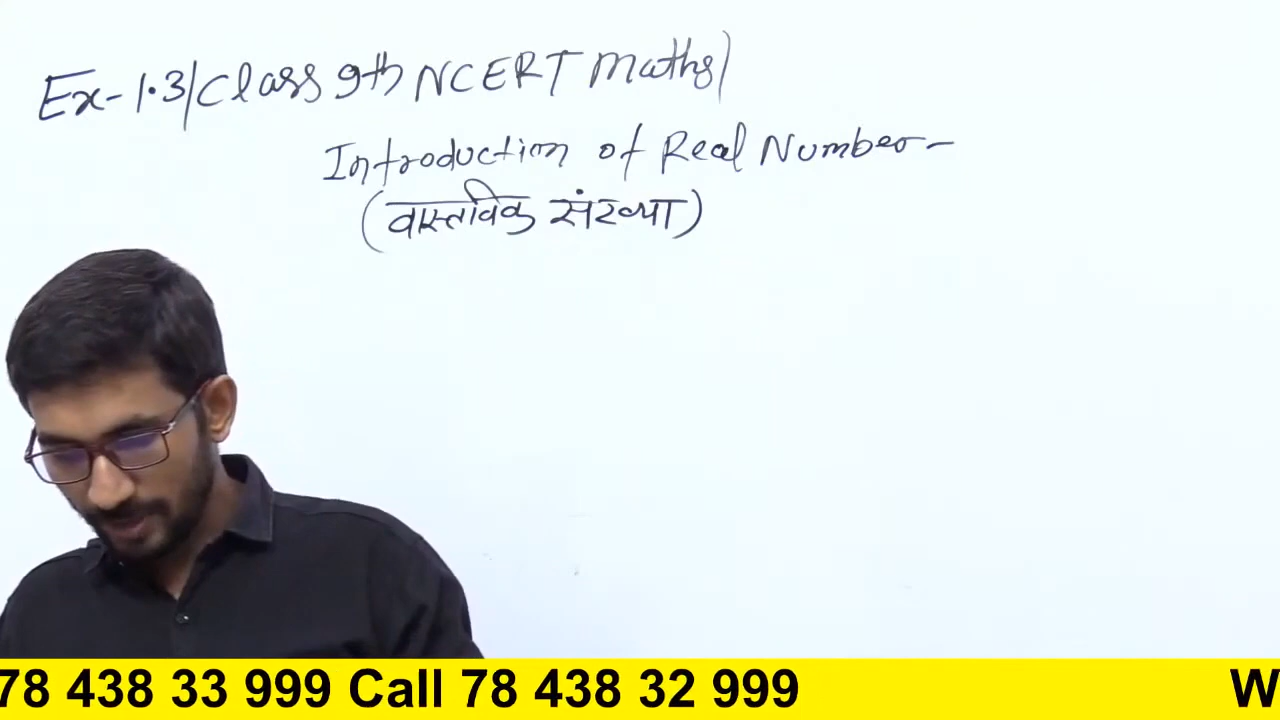 Ex-1.3/Class 9th NCERT Maths/
Introduction of Real Number-
(वास्तविक संख्या)
78 438 33 999 Call 78 438 32 999
W